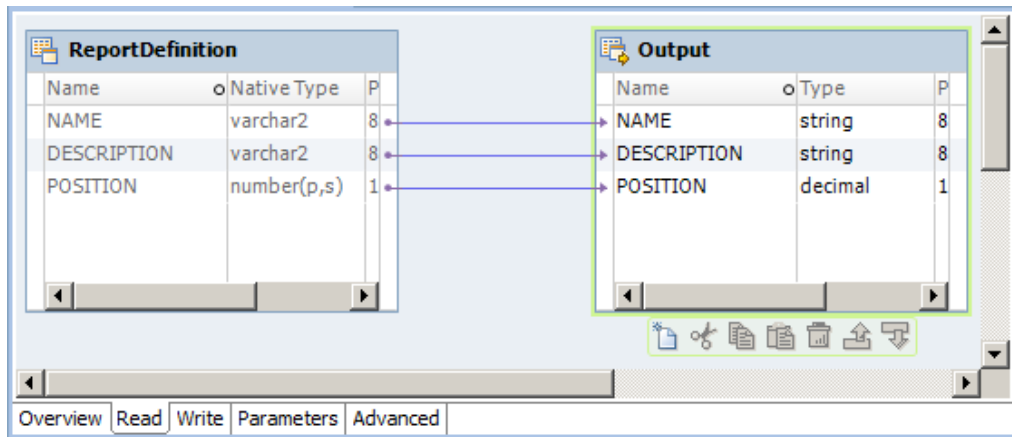 ReportDefinition
Name Native Type P
NAME varchar2 8
DESCRIPTION varchar2 8
POSITION number(p,s) 1
Output
Name Type P
NAME string 8
DESCRIPTION string 8
POSITION decimal 1
Overview Read Write Parameters Advanced